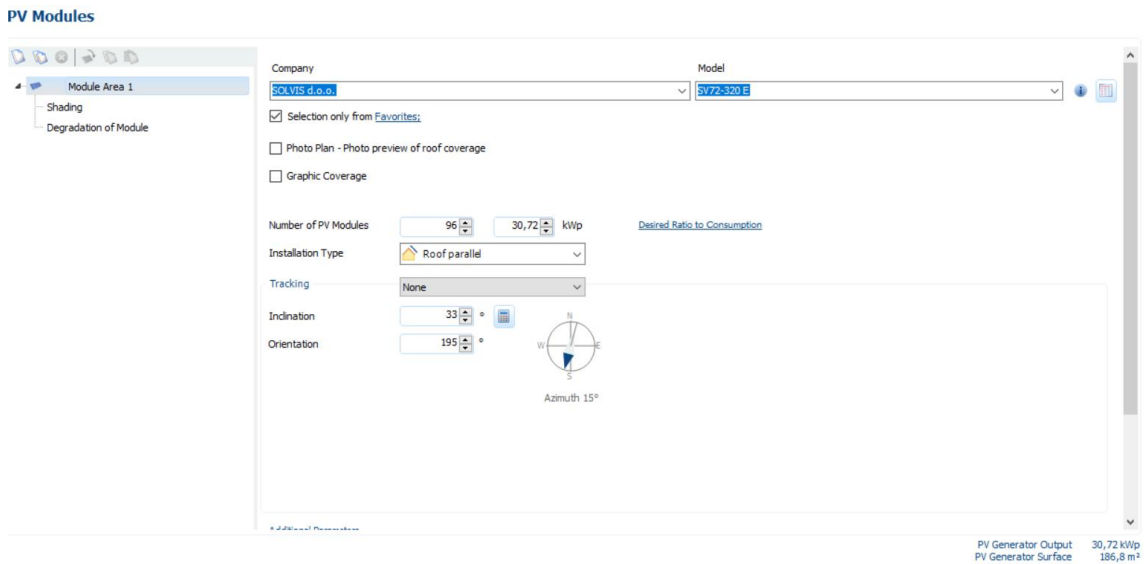 PV Modules
Module Area 1
Shading
Degradation of Module
Company
Model
SOLVIS d.o.o.
SV72-320 E
Selection only from Favorites;
Photo Plan - Photo preview of roof coverage
Graphic Coverage
Number of PV Modules 96 30,72 kWp Desired Ratio to Consumption
Installation Type Roof parallel
Tracking None
Inclination 33 °
Orientation 195 °
N
W E
S
Azimuth 15°
Additional Parameters
PV Generator Output 30,72 kWp
PV Generator Surface 186,8 m²